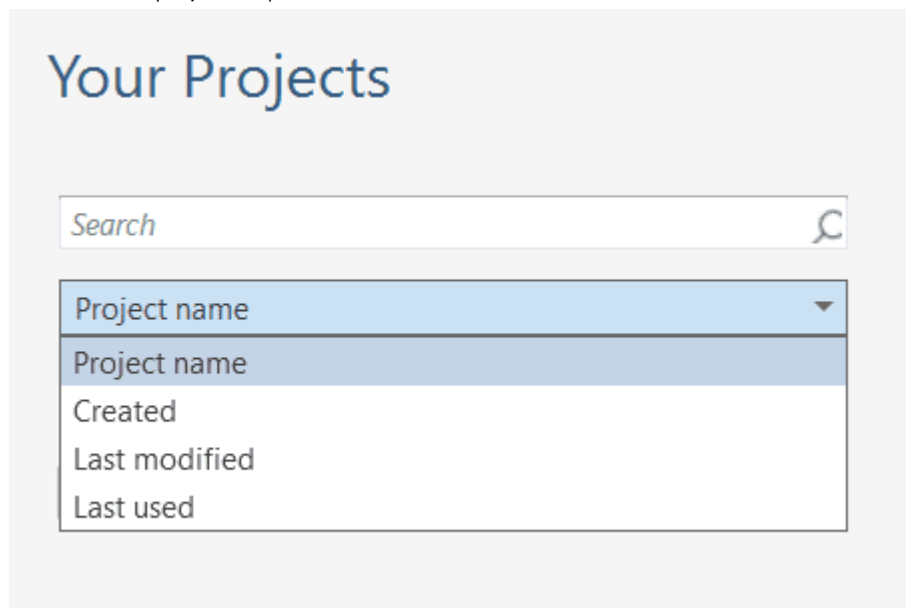 Your Projects
Search
Project name
Project name
Created
Last modified
Last used